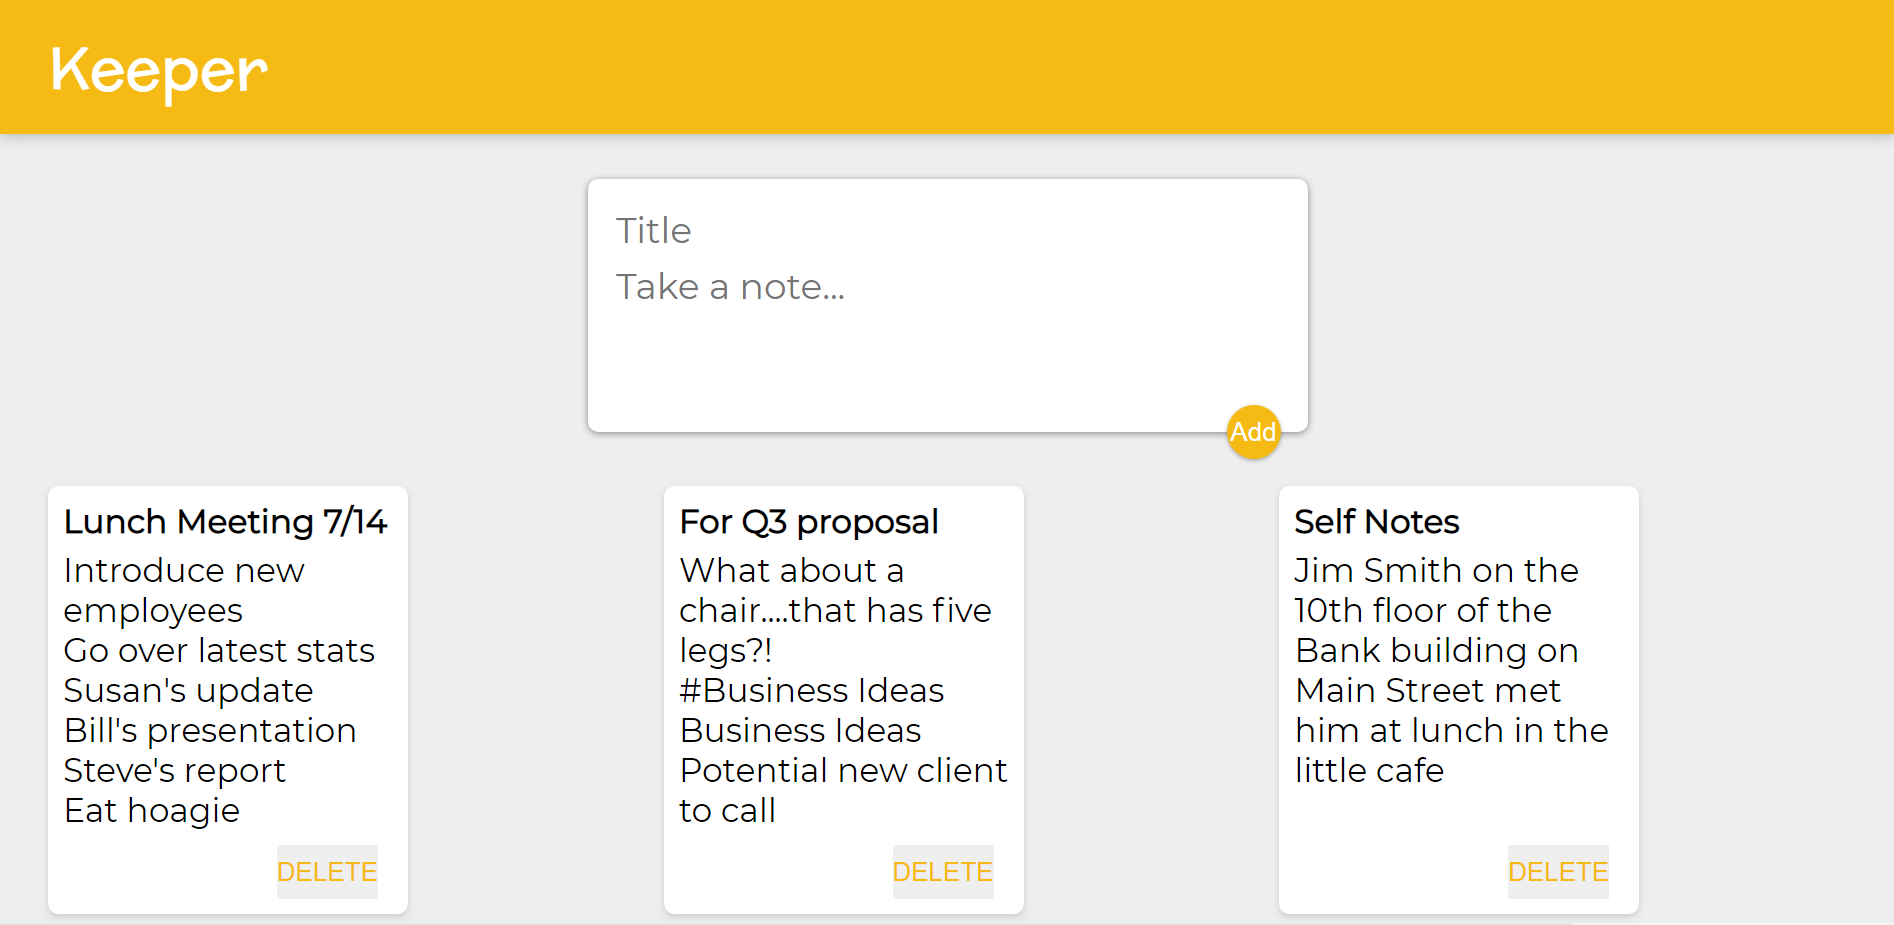 Keeper
Title
Take a note...
Add
Lunch Meeting 7/14
Introduce new
employees
Go over latest stats
Susan's update
Bill's presentation
Steve's report
Eat hoagie
DELETE
For Q3 proposal
What about a
chair....that has five
legs?!
#Business Ideas
Business Ideas
Potential new client
to call
DELETE
Self Notes
Jim Smith on the
10th floor of the
Bank building on
Main Street met
him at lunch in the
little cafe
DELETE